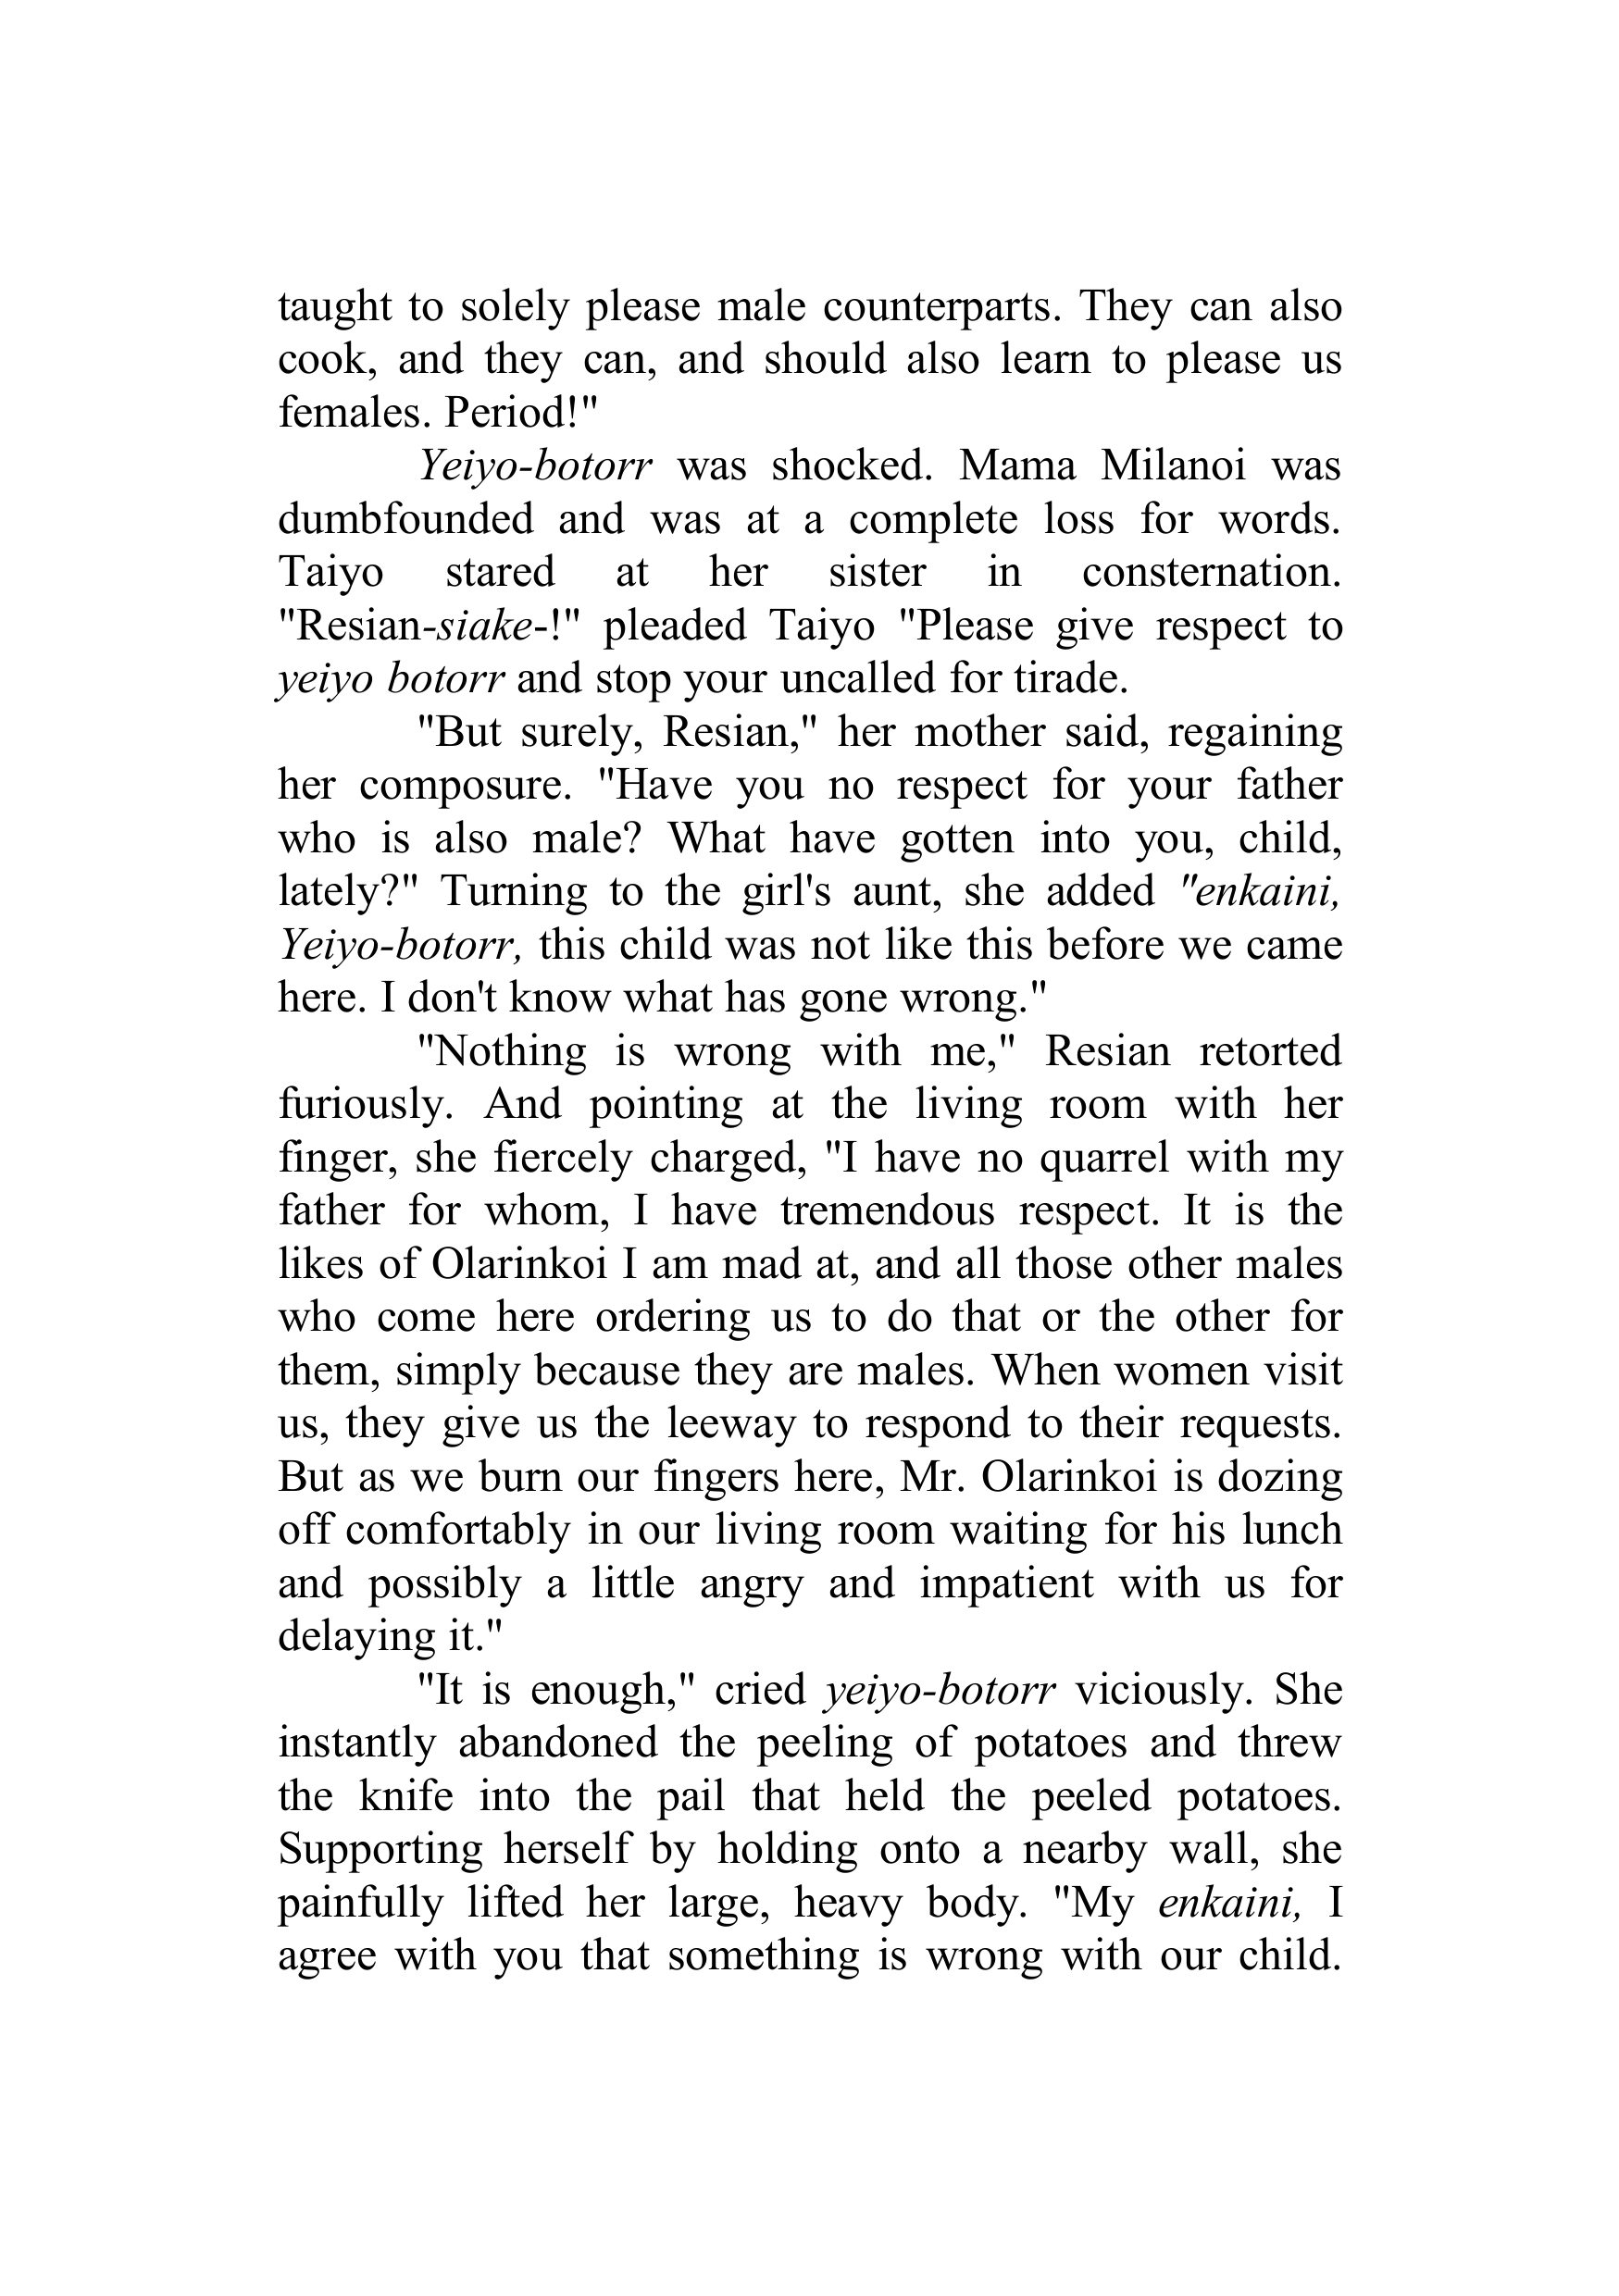 taught to solely please male counterparts. They can also
cook, and they can, and should also learn to please us
females. Period!"
Yeiyo-botorr was shocked. Mama Milanoi was
dumbfounded and was at a complete loss for words.
Taiyo stared at her sister in consternation.
"Resian-siake-!" pleaded Taiyo "Please give respect to
yeiyo botorr and stop your uncalled for tirade.
"But surely, Resian," her mother said, regaining
her composure. "Have you no respect for your father
who is also male? What have gotten into you, child,
lately?" Turning to the girl's aunt, she added "enkaini,
Yeiyo-botorr, this child was not like this before we came
here. I don't know what has gone wrong."
"Nothing is wrong with me," Resian retorted
furiously. And pointing at the living room with her
finger, she fiercely charged, "I have no quarrel with my
father for whom, I have tremendous respect. It is the
likes of Olarinkoi I am mad at, and all those other males
who come here ordering us to do that or the other for
them, simply because they are males. When women visit
us, they give us the leeway to respond to their requests.
But as we burn our fingers here, Mr. Olarinkoi is dozing
off comfortably in our living room waiting for his lunch
and possibly a little angry and impatient with us for
delaying it."
"It is enough," cried yeiyo-botorr viciously. She
instantly abandoned the peeling of potatoes and threw
the knife into the pail that held the peeled potatoes.
Supporting herself by holding onto a nearby wall, she
painfully lifted her large, heavy body. "My enkaini, I
agree with you that something is wrong with our child.